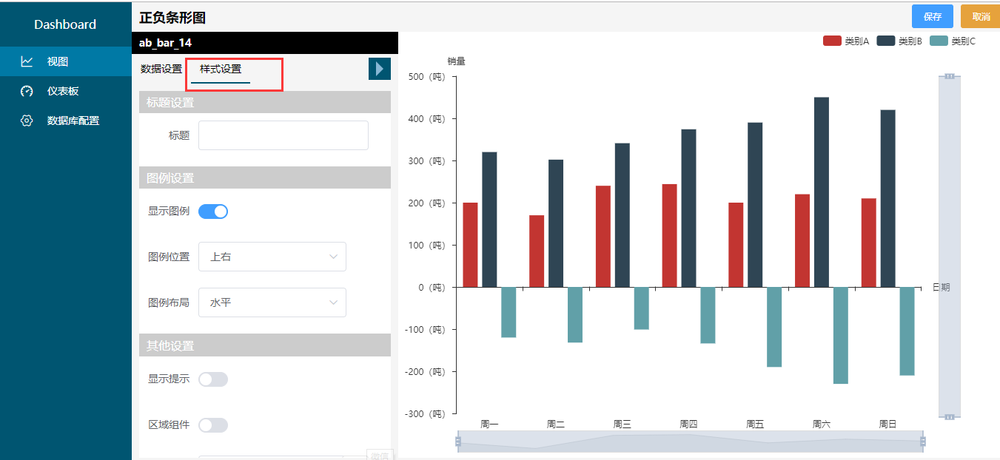 Dashboard
视图
仪表板
数据库配置
正负条形图
保存
取消
ab_bar_14
数据设置
样式设置
标题设置
标题
图例设置
显示图例
图例位置
上右
图例布局
水平
其他设置
显示提示
区域组件
微信
类别A
类别B
类别C
销量
500（吨）
400（吨）
300（吨）
200（吨）
100（吨）
0（吨）
-100（吨）
-200（吨）
-300（吨）
日期
周一
周二
周三
周四
周五
周六
周日